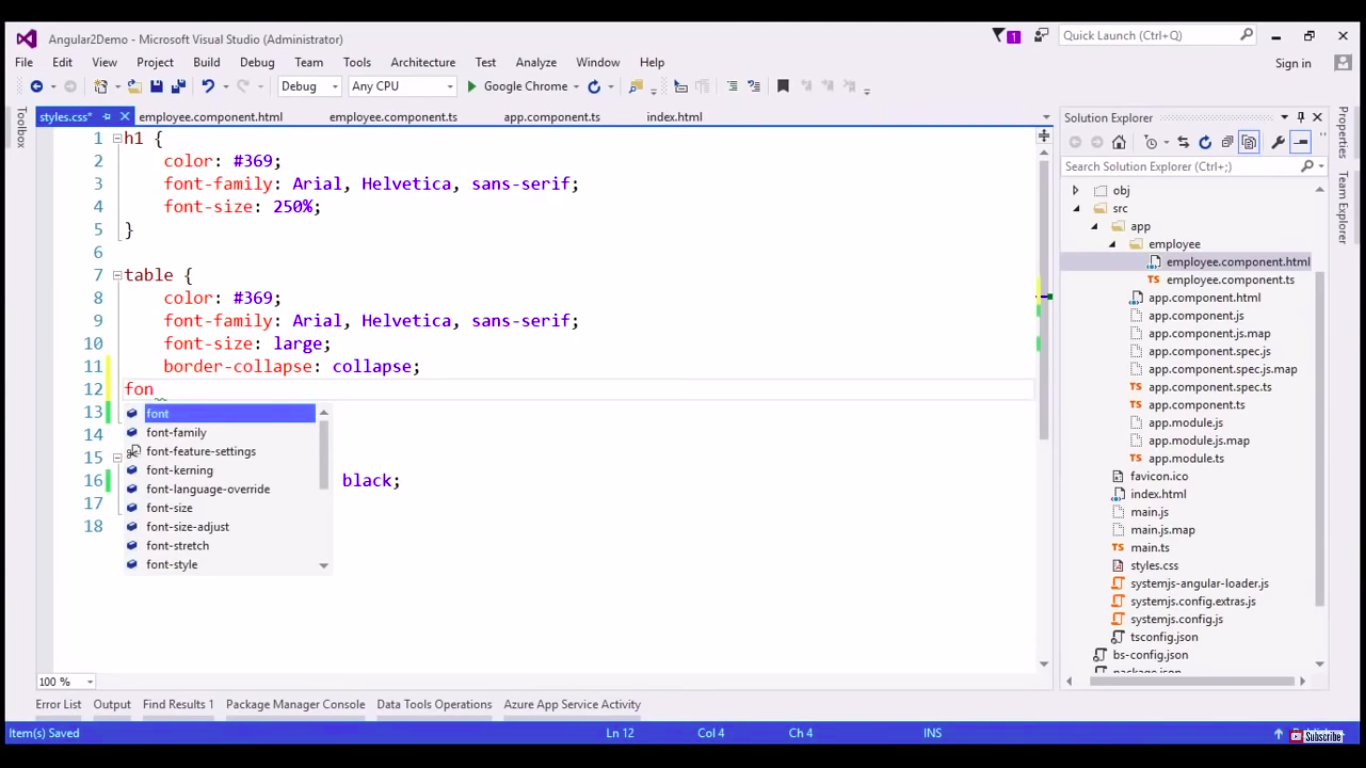 Angular2Demo - Microsoft Visual Studio (Administrator)
1
Quick Launch (Ctrl+Q)
File Edit View Project Build Debug Team Tools Architecture Test Analyze Window Help
Sign in
Debug Any CPU Google Chrome
Toolbox
styles.css* employee.component.html employee.component.ts app.component.ts index.html
1 h1 {
2 color: #369;
3 font-family: Arial, Helvetica, sans-serif;
4 font-size: 250%;
5 }
6
7 table {
8 color: #369;
9 font-family: Arial, Helvetica, sans-serif;
10 font-size: large;
11 border-collapse: collapse;
12 fon
13
14
15
16 black;
17
18
font
font-family
font-feature-settings
font-kerning
font-language-override
font-size
font-size-adjust
font-stretch
font-style
100 %
Solution Explorer
Search Solution Explorer (Ctrl+;)
obj
src
app
employee
employee.component.html
employee.component.ts
app.component.html
app.component.js
app.component.js.map
app.component.spec.js
app.component.spec.js.map
app.component.spec.ts
app.component.ts
app.module.js
app.module.js.map
app.module.ts
favicon.ico
index.html
main.js
main.js.map
main.ts
styles.css
systemjs-angular-loader.js
systemjs.config.extras.js
systemjs.config.js
tsconfig.json
bs-config.json
package.json
Properties
Team Explorer
Error List Output Find Results 1 Package Manager Console Data Tools Operations Azure App Service Activity
Item(s) Saved Ln 12 Col 4 Ch 4 INS
Subscribe